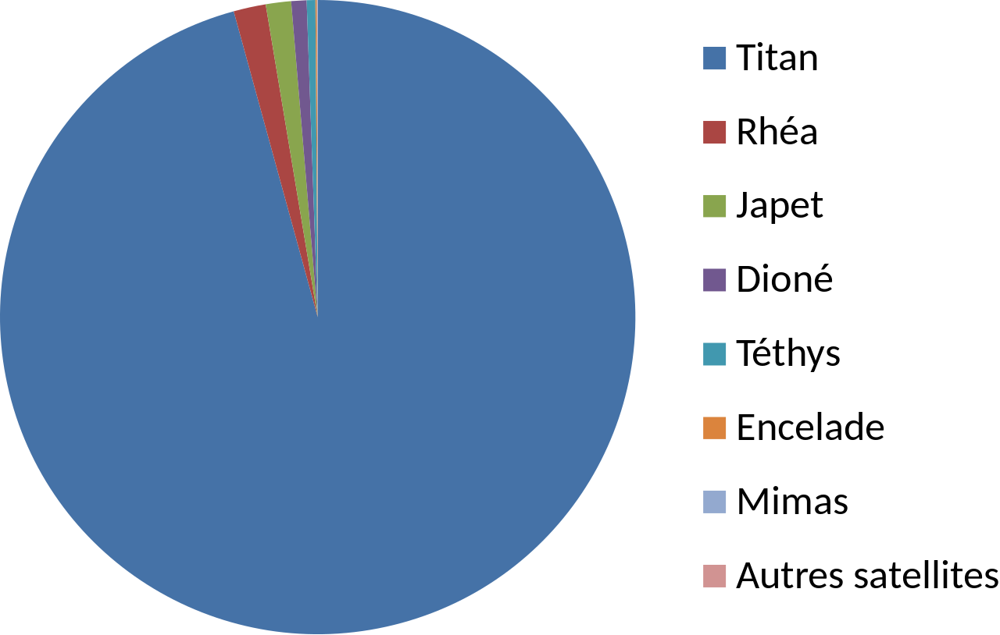 Titan
Rhéa
Japet
Dioné
Téthys
Encelade
Mimas
Autres satellites